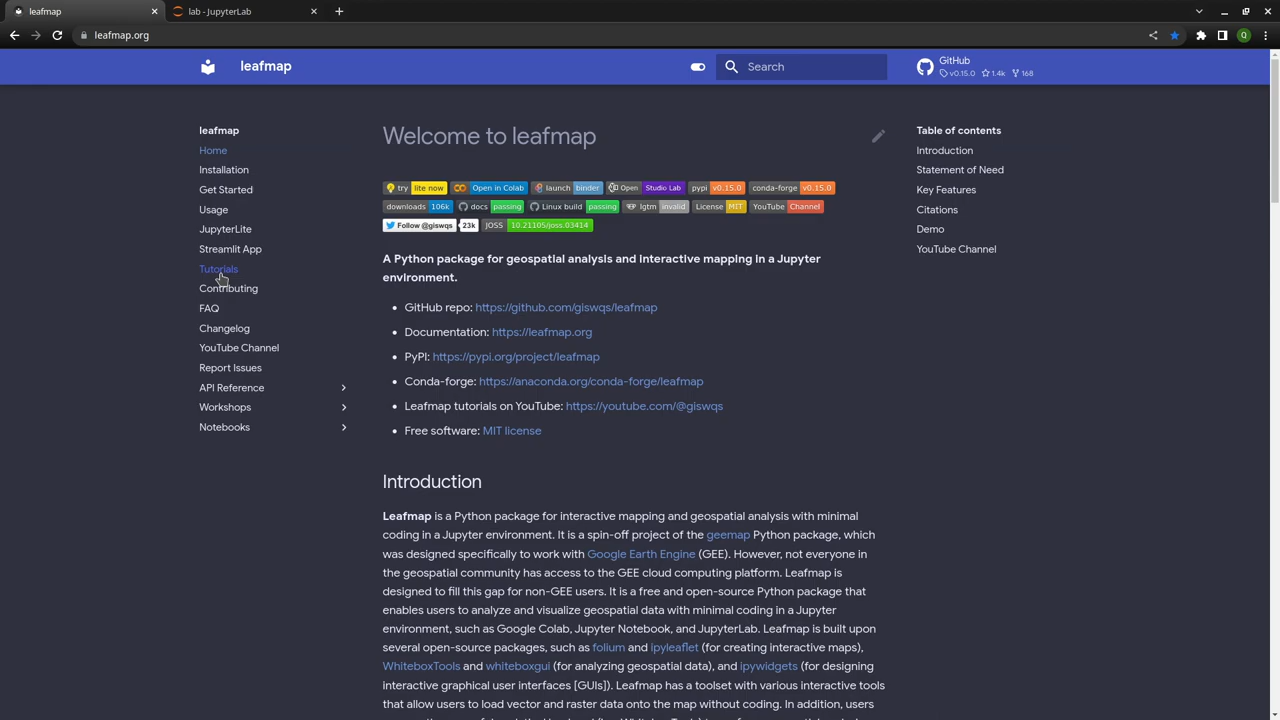 leafmap
lab - JupyterLab
leafmap.org
Q
leafmap
Search
GitHub
v0.15.0 1.4k 168
leafmap
Home
Installation
Get Started
Usage
JupyterLite
Streamlit App
Tutorials
Contributing
FAQ
Changelog
YouTube Channel
Report Issues
API Reference
Workshops
Notebooks
Welcome to leafmap
try lite now Open in Colab launch binder Open Studio Lab pypi v0.15.0 conda-forge v0.15.0
downloads 106k docs passing Linux build passing lgtm invalid License MIT YouTube Channel
Follow @giswqs 23k JOSS 10.21105/joss.03414
A Python package for geospatial analysis and interactive mapping in a Jupyter
environment.
• GitHub repo: https://github.com/giswqs/leafmap
• Documentation: https://leafmap.org
• PyPI: https://pypi.org/project/leafmap
• Conda-forge: https://anaconda.org/conda-forge/leafmap
• Leafmap tutorials on YouTube: https://youtube.com/@giswqs
• Free software: MIT license
Introduction
Leafmap is a Python package for interactive mapping and geospatial analysis with minimal
coding in a Jupyter environment. It is a spin-off project of the geemap Python package, which
was designed specifically to work with Google Earth Engine (GEE). However, not everyone in
the geospatial community has access to the GEE cloud computing platform. Leafmap is
designed to fill this gap for non-GEE users. It is a free and open-source Python package that
enables users to analyze and visualize geospatial data with minimal coding in a Jupyter
environment, such as Google Colab, Jupyter Notebook, and JupyterLab. Leafmap is built upon
several open-source packages, such as folium and ipyleaflet (for creating interactive maps),
WhiteboxTools and whiteboxgui (for analyzing geospatial data), and ipywidgets (for designing
interactive graphical user interfaces [GUIs]). Leafmap has a toolset with various interactive tools
that allow users to load vector and raster data onto the map without coding. In addition, users
Table of contents
Introduction
Statement of Need
Key Features
Citations
Demo
YouTube Channel